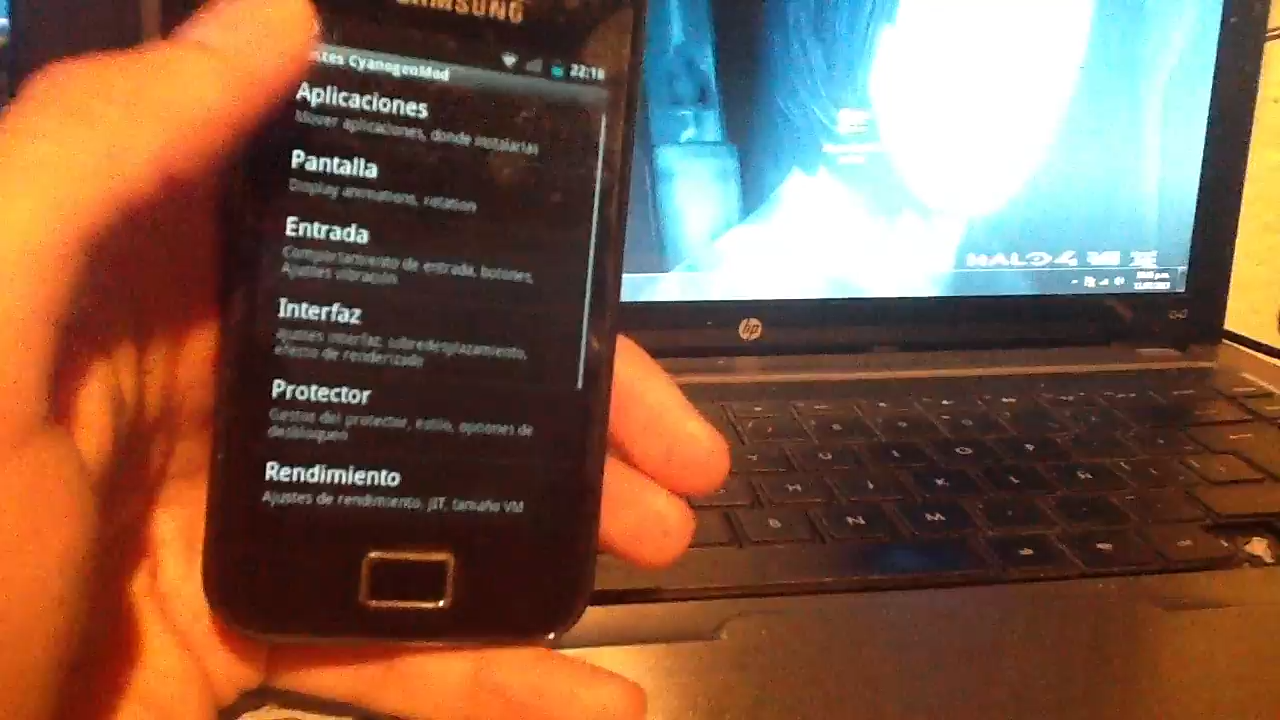 SAMSUNG
22:16
stes CyanogenMod
Aplicaciones
Mover aplicaciones, donde instalarlas
Pantalla
Display animations, rotation
Entrada
Comportamiento de entrada, botones,
Ajustes vibración
Interfaz
Ajustes interfaz, sobredesplazamiento,
efecto de renderizado
Protector
Gestos del protector, estilo, opciones de
desbloqueo
Rendimiento
Ajustes de rendimiento, JIT, tamaño VM
HALO 4
hp
Y U I O P
H J K L Ñ
B N M